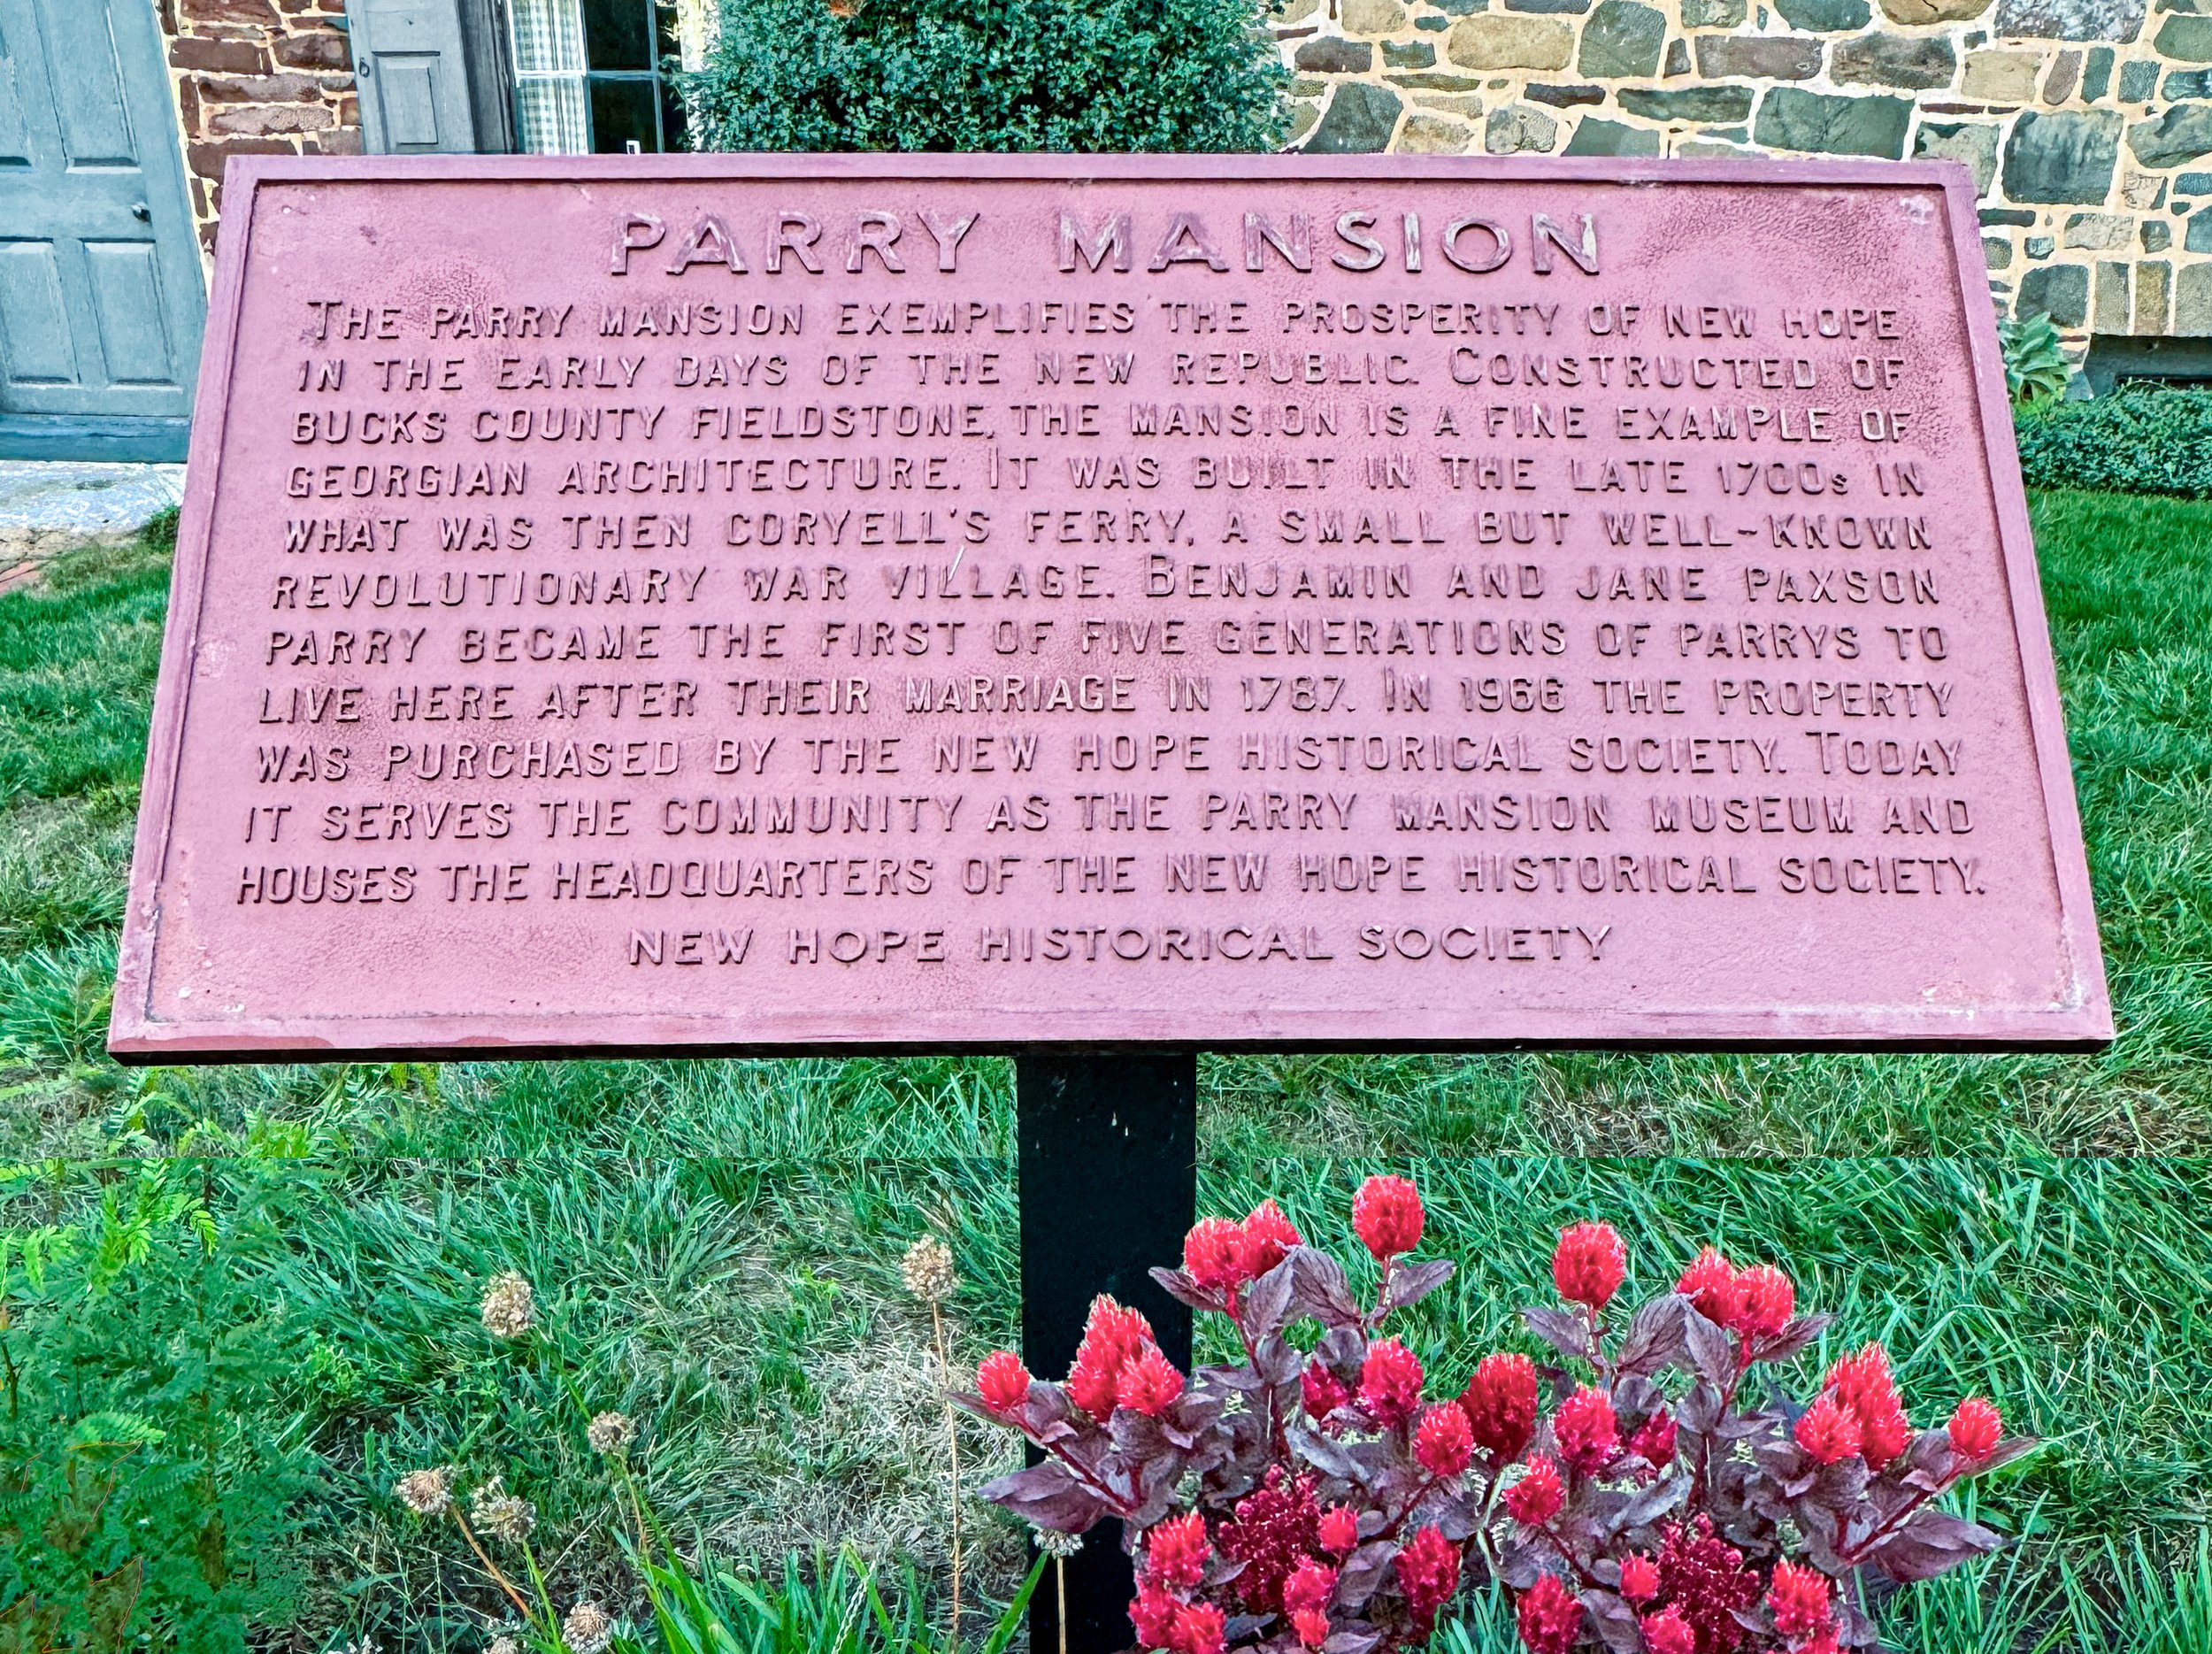 PARRY MANSION
THE PARRY MANSION EXEMPLIFIES THE PROSPERITY OF NEW HOPE
IN THE EARLY DAYS OF THE NEW REPUBLIC. CONSTRUCTED OF
BUCKS COUNTY FIELDSTONE, THE MANSION IS A FINE EXAMPLE OF
GEORGIAN ARCHITECTURE. IT WAS BUILT IN THE LATE 1700s IN
WHAT WAS THEN CORYELL'S FERRY, A SMALL BUT WELL-KNOWN
REVOLUTIONARY WAR VILLAGE. BENJAMIN AND JANE PAXSON
PARRY BECAME THE FIRST OF FIVE GENERATIONS OF PARRYS TO
LIVE HERE AFTER THEIR MARRIAGE IN 1787. IN 1966 THE PROPERTY
WAS PURCHASED BY THE NEW HOPE HISTORICAL SOCIETY. TODAY
IT SERVES THE COMMUNITY AS THE PARRY MANSION MUSEUM AND
HOUSES THE HEADQUARTERS OF THE NEW HOPE HISTORICAL SOCIETY.
NEW HOPE HISTORICAL SOCIETY